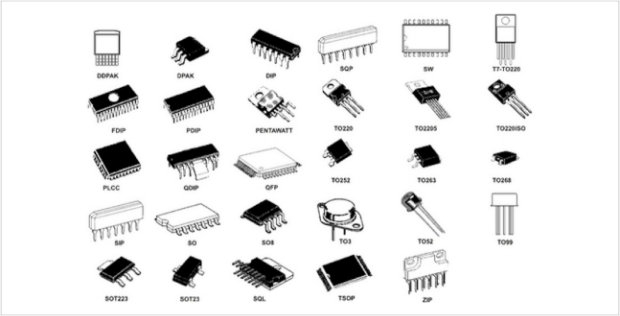 DDPAK
DPAK
DIP
SQP
SW
T7-TO220
FDIP
PDIP
PENTAWATT
TO220
TO2205
TO220ISO
PLCC
QDIP
QFP
TO252
TO263
TO268
SIP
SO
SO8
TO3
TO52
TO99
SOT223
SOT23
SQL
TSOP
ZIP